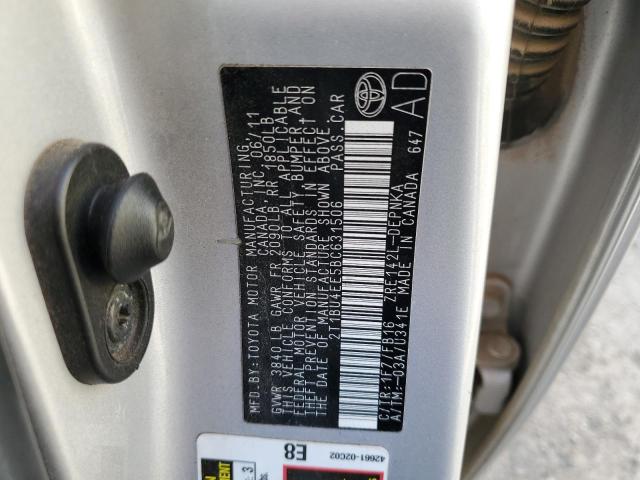 MFD.BY:TOYOTA MOTOR MANUFACTURING,
CANADA, INC. 06/11
GVWR 3840LB GAWR FR 2090LB RR 1850LB
THIS VEHICLE CONFORMS TO ALL APPLICABLE
FEDERAL MOTOR VEHICLE SAFETY, BUMPER, AND
THEFT PREVENTION STANDARDS IN EFFECT ON
THE DATE OF MANUFACTURE SHOWN ABOVE.
2T1BU4EE5BC631506 PASS.CAR
C/TR:1F7/FB16 ZRE142L-DEPNKA
A/TM:-03A/U341E MADE IN CANADA
647
AD
TOYOTA
42661-02C02
E8